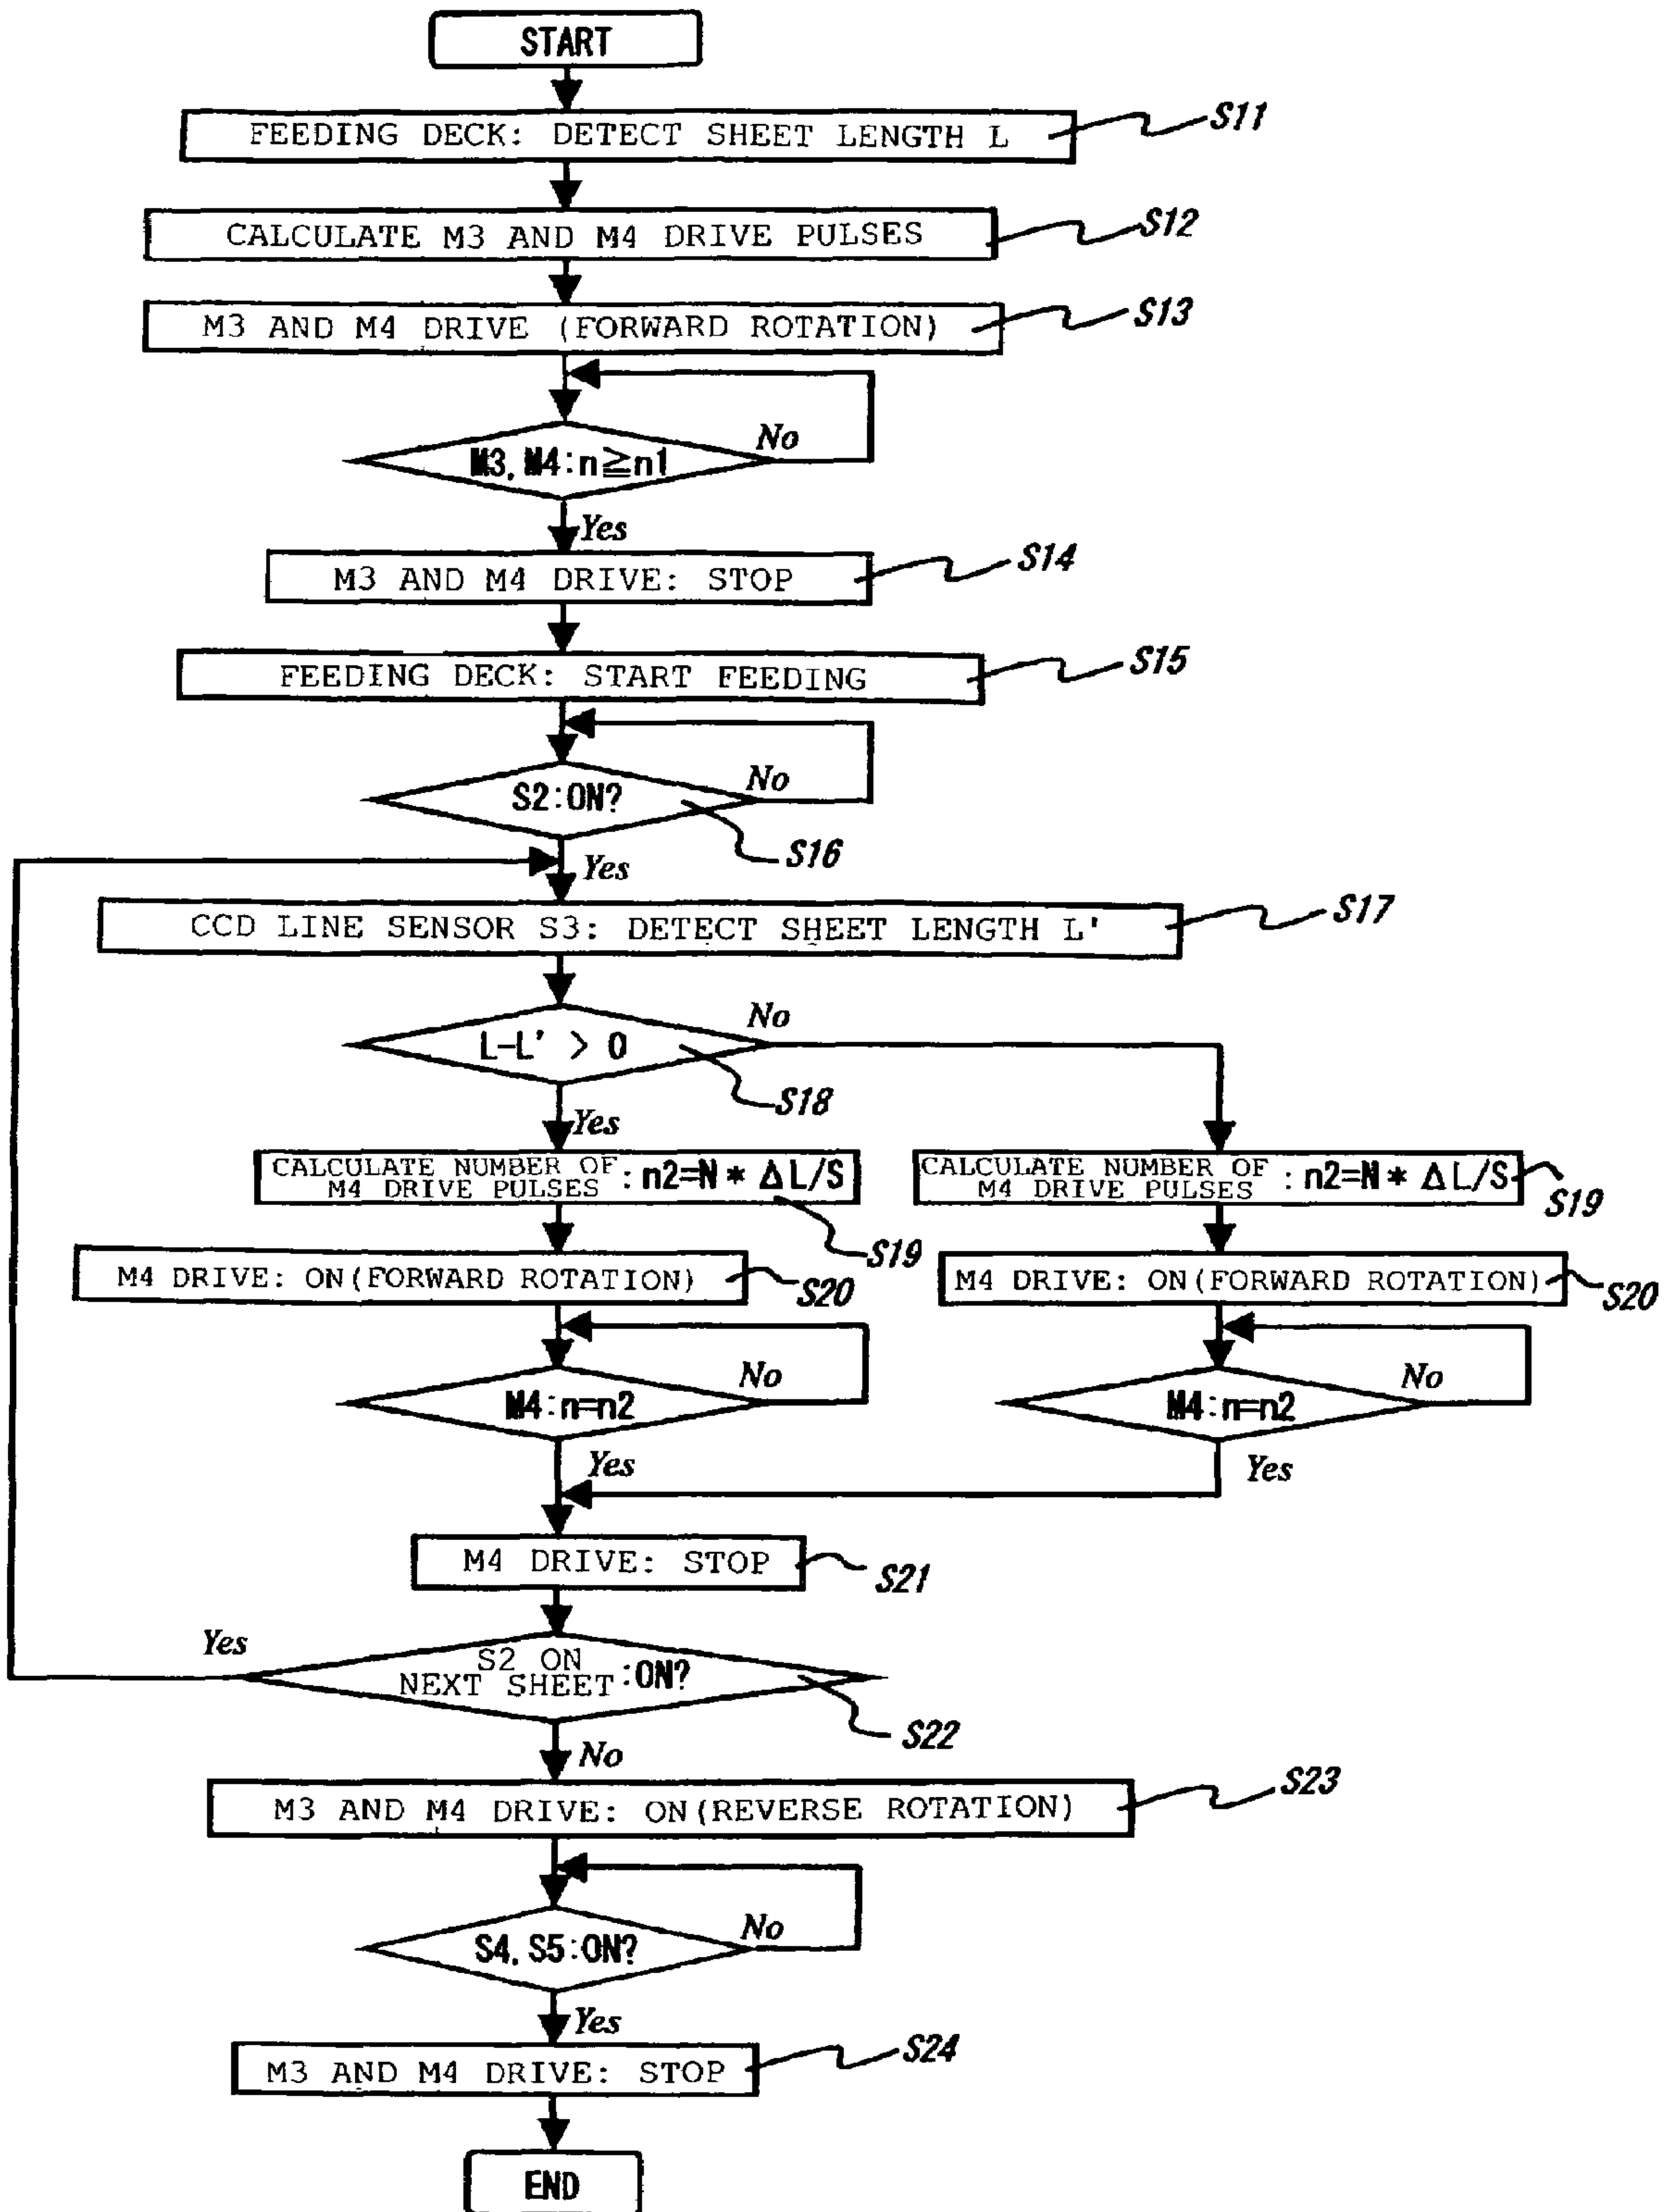 START
FEEDING DECK: DETECT SHEET LENGTH L
S11
CALCULATE M3 AND M4 DRIVE PULSES
S12
M3 AND M4 DRIVE (FORWARD ROTATION)
S13
M3, M4:n≧n1
No
Yes
M3 AND M4 DRIVE: STOP
S14
FEEDING DECK: START FEEDING
S15
S2:ON?
No
S16
Yes
CCD LINE SENSOR S3: DETECT SHEET LENGTH L'
S17
L-L' > 0
No
S18
Yes
CALCULATE NUMBER OF
M4 DRIVE PULSES : n2=N * ΔL/S
S19
CALCULATE NUMBER OF
M4 DRIVE PULSES : n2=N * ΔL/S
S19
M4 DRIVE: ON(FORWARD ROTATION)
S20
M4 DRIVE: ON(FORWARD ROTATION)
S20
M4:n=n2
No
Yes
M4:n=n2
No
Yes
M4 DRIVE: STOP
S21
S2 ON
NEXT SHEET :ON?
Yes
S22
No
M3 AND M4 DRIVE: ON(REVERSE ROTATION)
S23
S4, S5:ON?
No
Yes
M3 AND M4 DRIVE: STOP
S24
END